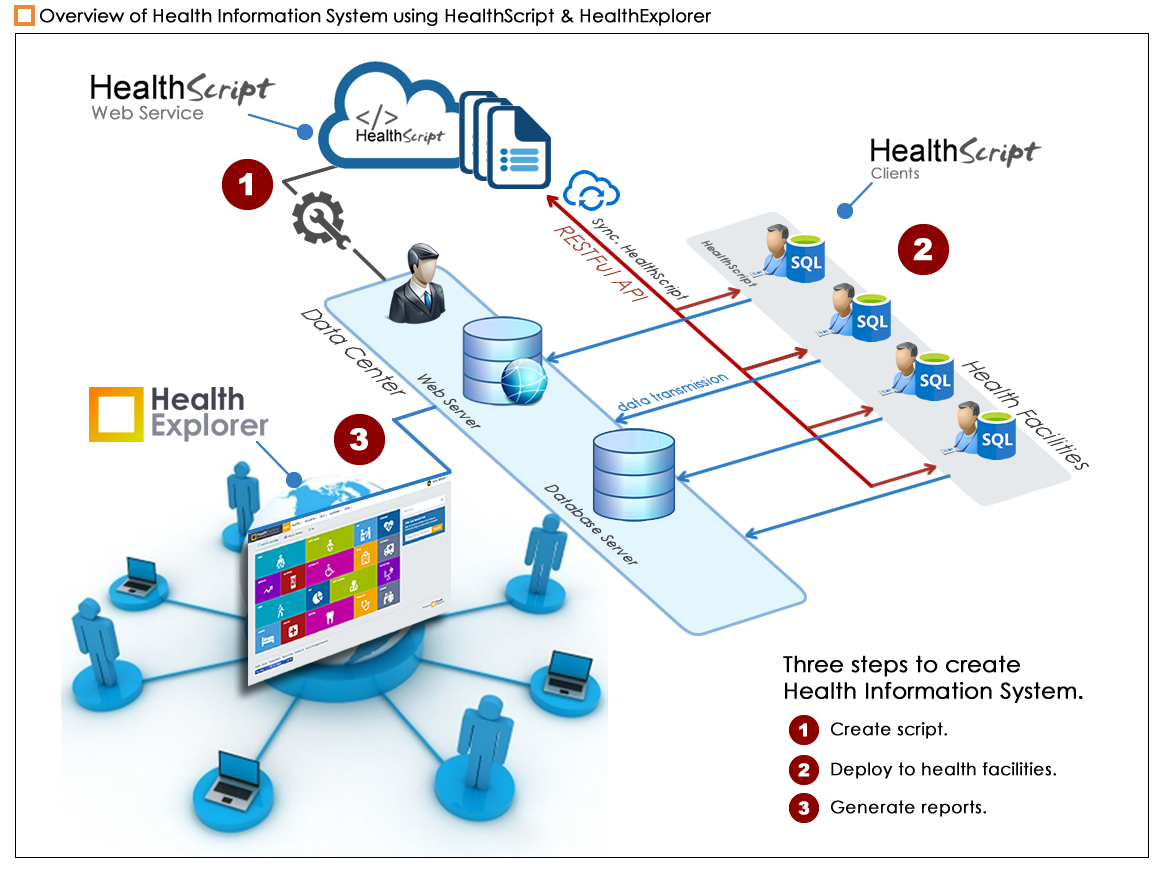 Overview of Health Information System using HealthScript & HealthExplorer
HealthScript
Web Service
</>
HealthScript
HealthScript
Clients
1
2
Sync. HealthScript
RESTful API
HealthScript
SQL
SQL
SQL
SQL
Health Facilities
Data Center
Web Server
data transmission
Database Server
Health
Explorer
3
Three steps to create
Health Information System.
1 Create script.
2 Deploy to health facilities.
3 Generate reports.